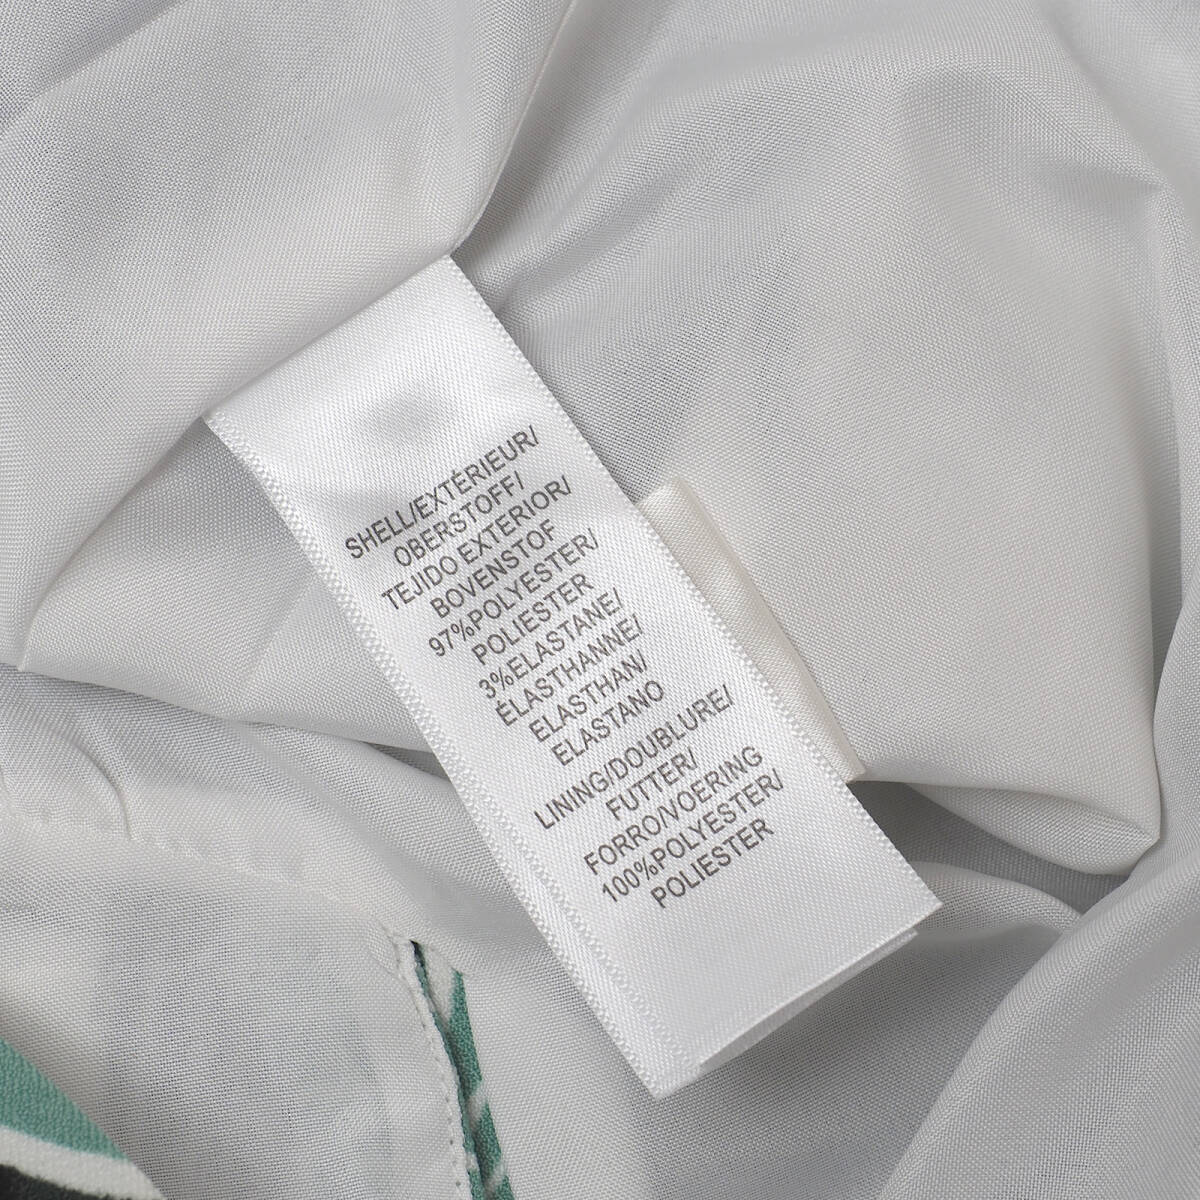 SHELL/EXTÉRIEUR/
OBERSTOFF/
TEJIDO EXTERIOR/
BOVENSTOF
97%POLYESTER/
POLIESTER
3%ELASTANE/
ÉLASTHANNE/
ELASTHAN/
ELASTANO
LINING/DOUBLURE/
FUTTER/
FORRO/VOERING
100%POLYESTER/
POLIESTER